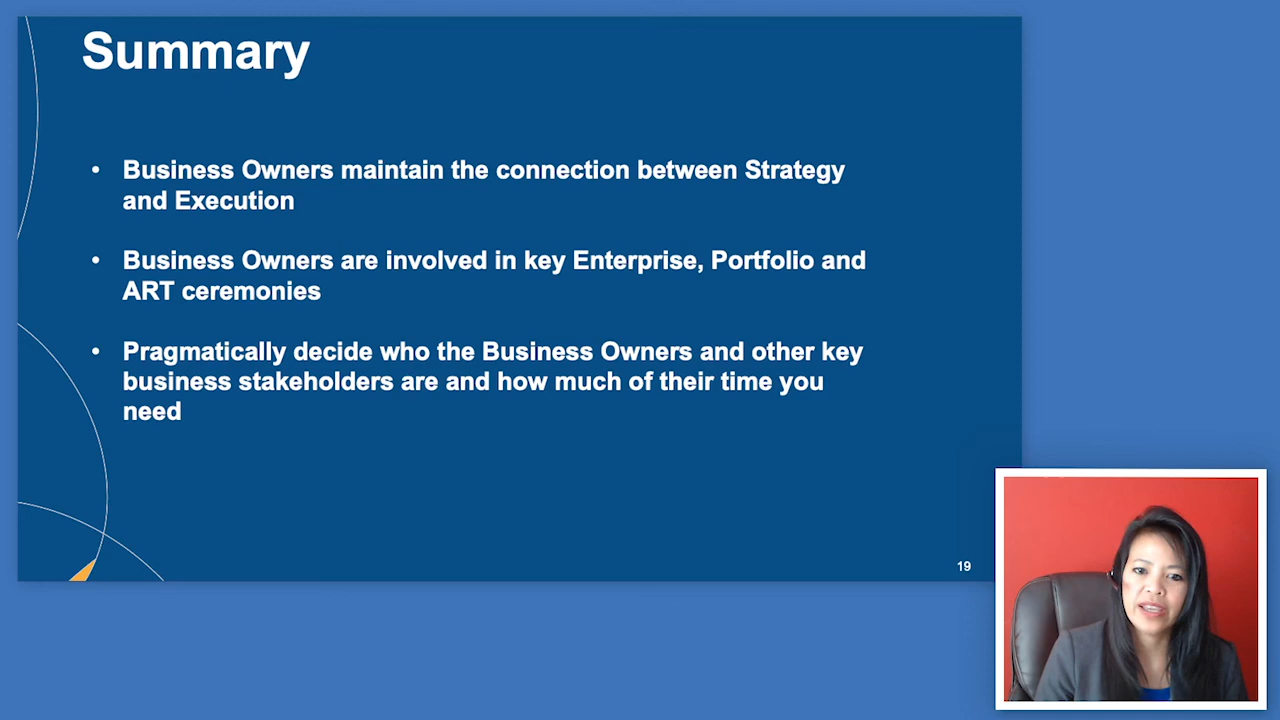 Summary
• Business Owners maintain the connection between Strategy
and Execution
• Business Owners are involved in key Enterprise, Portfolio and
ART ceremonies
• Pragmatically decide who the Business Owners and other key
business stakeholders are and how much of their time you
need
19